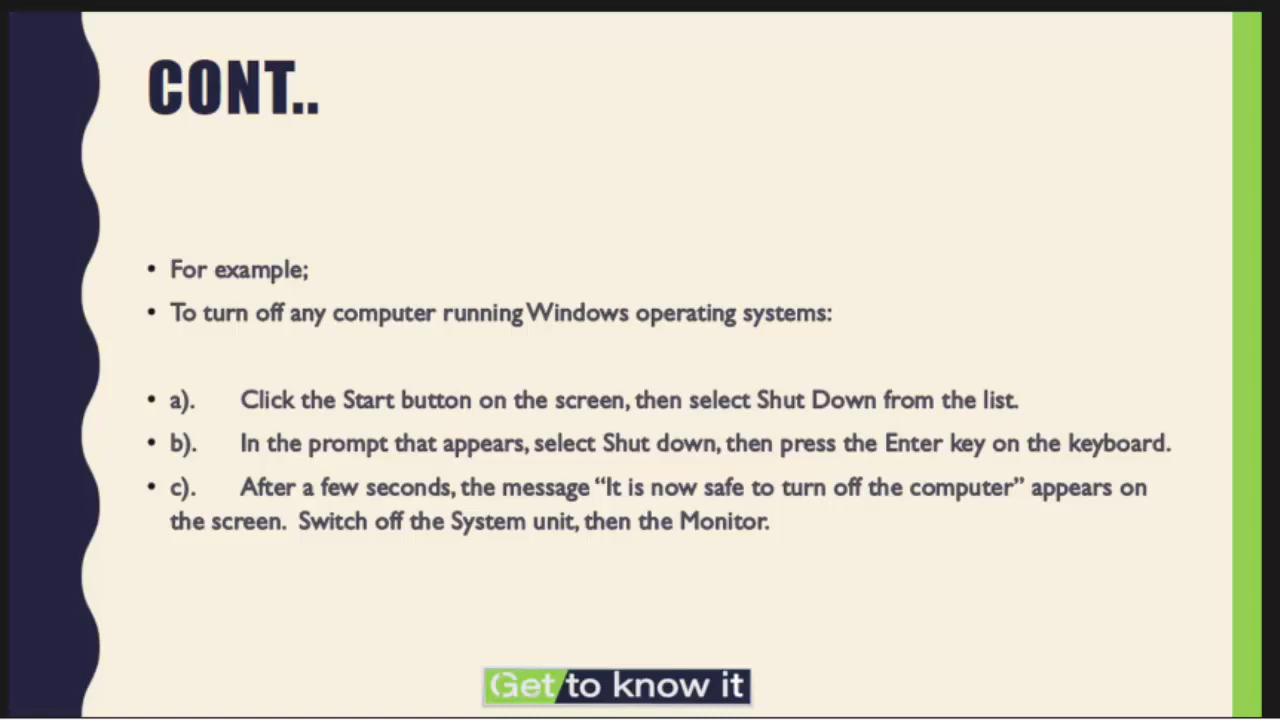 CONT..
• For example;
• To turn off any computer running Windows operating systems:
• a). Click the Start button on the screen, then select Shut Down from the list.
• b). In the prompt that appears, select Shut down, then press the Enter key on the keyboard.
• c). After a few seconds, the message “It is now safe to turn off the computer” appears on
the screen. Switch off the System unit, then the Monitor.
Get to know it